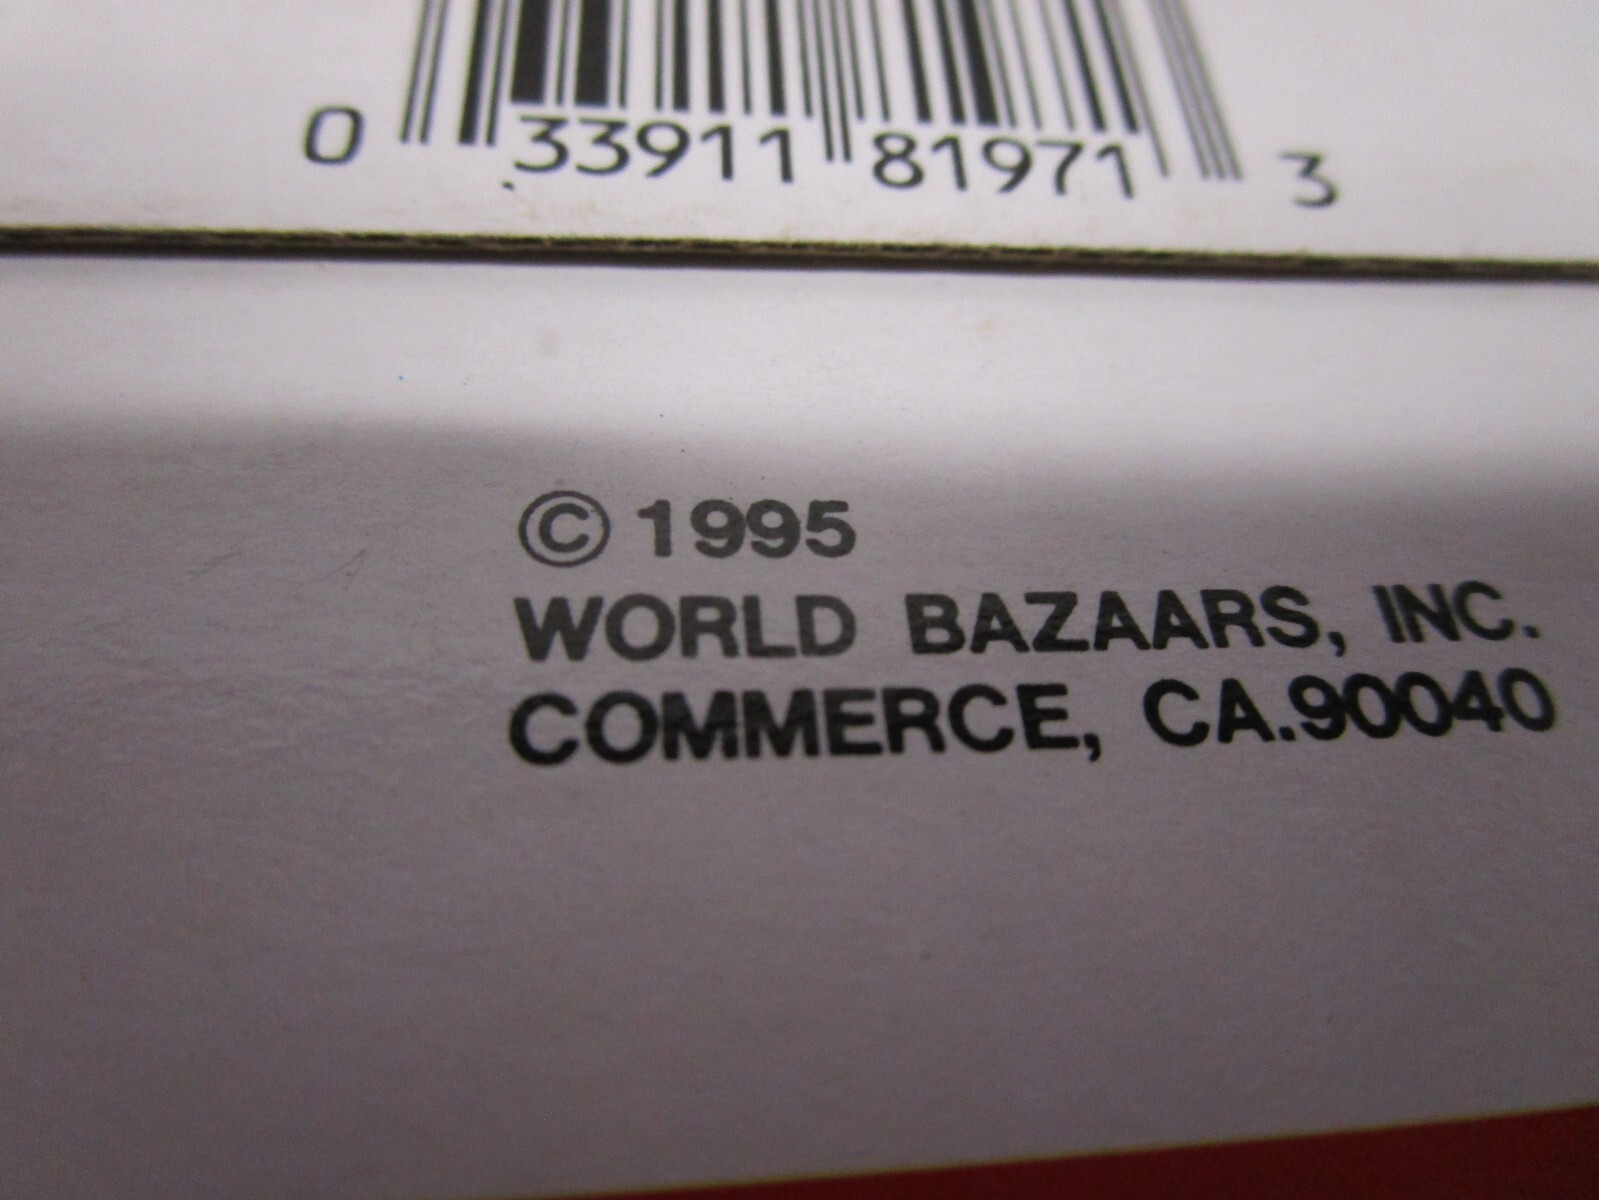 0 33911 81971 3
© 1995
WORLD BAZAARS, INC.
COMMERCE, CA.90040